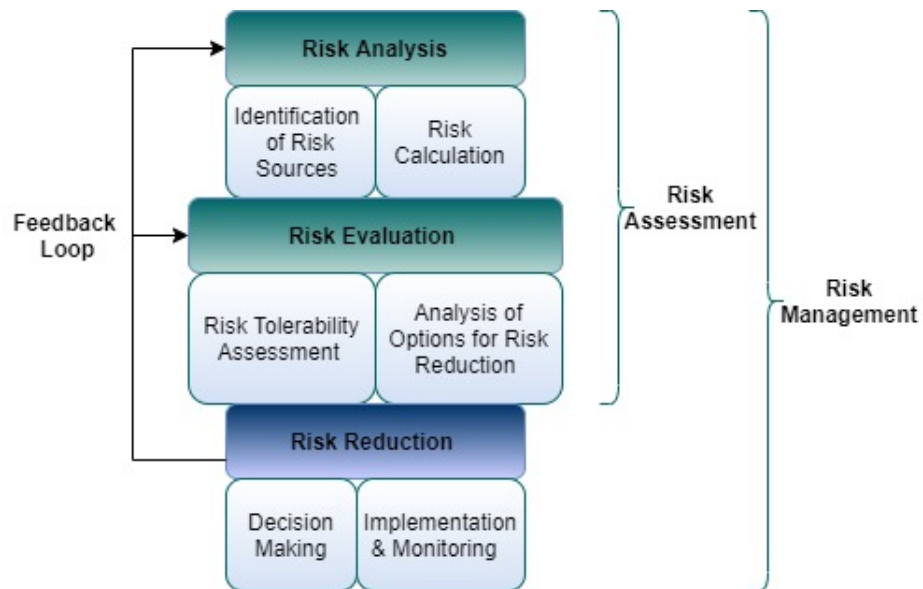 Risk Analysis
Identification
of Risk
Sources
Risk
Calculation
Feedback
Loop
Risk Evaluation
Risk Tolerability
Assessment
Analysis of
Options for Risk
Reduction
Risk Reduction
Decision
Making
Implementation
& Monitoring
Risk
Assessment
Risk
Management